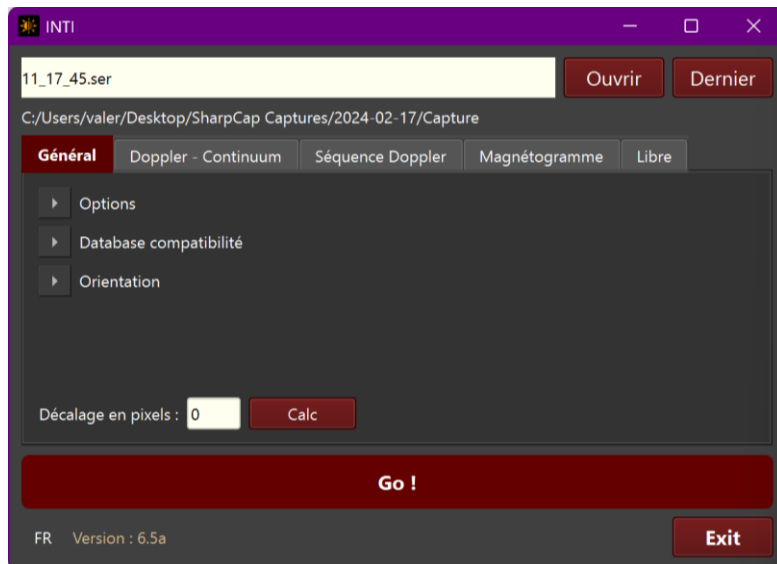 INTI
11_17_45.ser Ouvrir Dernier
C:/Users/valer/Desktop/SharpCap Captures/2024-02-17/Capture
Général Doppler - Continuum Séquence Doppler Magnétogramme Libre
Options
Database compatibilité
Orientation
Décalage en pixels : 0 Calc
Go !
FR Version : 6.5a Exit